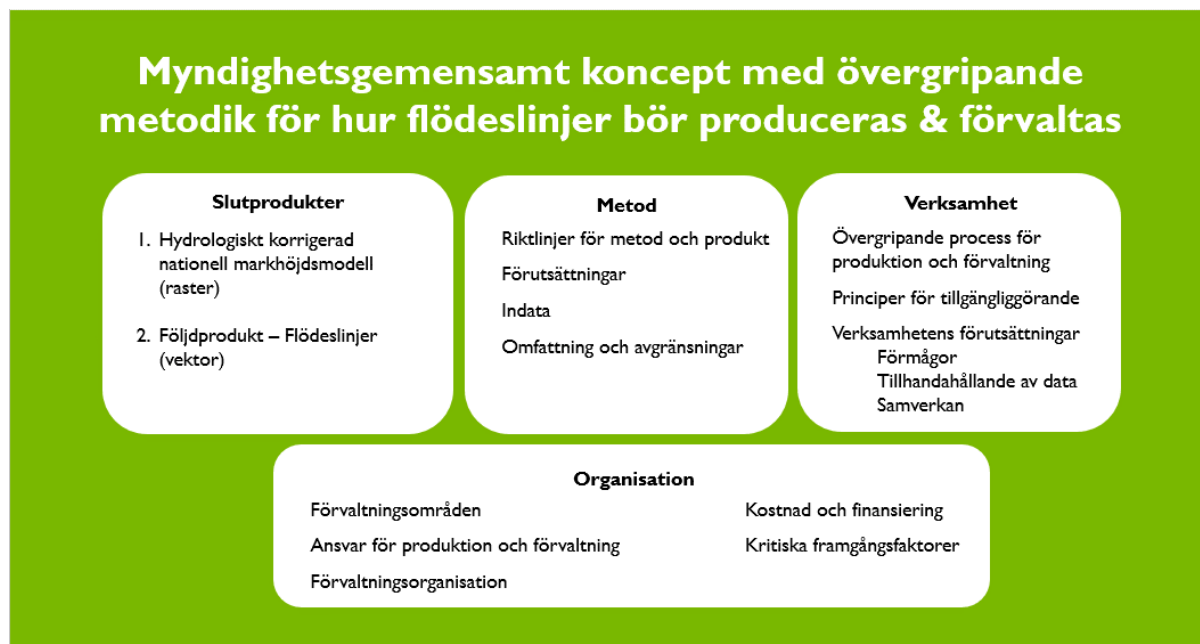 Myndighetsgemensamt koncept med övergripande
metodik för hur flödeslinjer bör produceras & förvaltas
Slutprodukter
1. Hydrologiskt korrigerad
nationell markhöjdsmodell
(raster)
2. Följdprodukt – Flödeslinjer
(vektor)
Metod
Riktlinjer för metod och produkt
Förutsättningar
Indata
Omfattning och avgränsningar
Verksamhet
Övergripande process för
produktion och förvaltning
Principer för tillgängliggörande
Verksamhetens förutsättningar
Förmågor
Tillhandahållande av data
Samverkan
Organisation
Förvaltningsområden
Ansvar för produktion och förvaltning
Förvaltningsorganisation
Kostnad och finansiering
Kritiska framgångsfaktorer